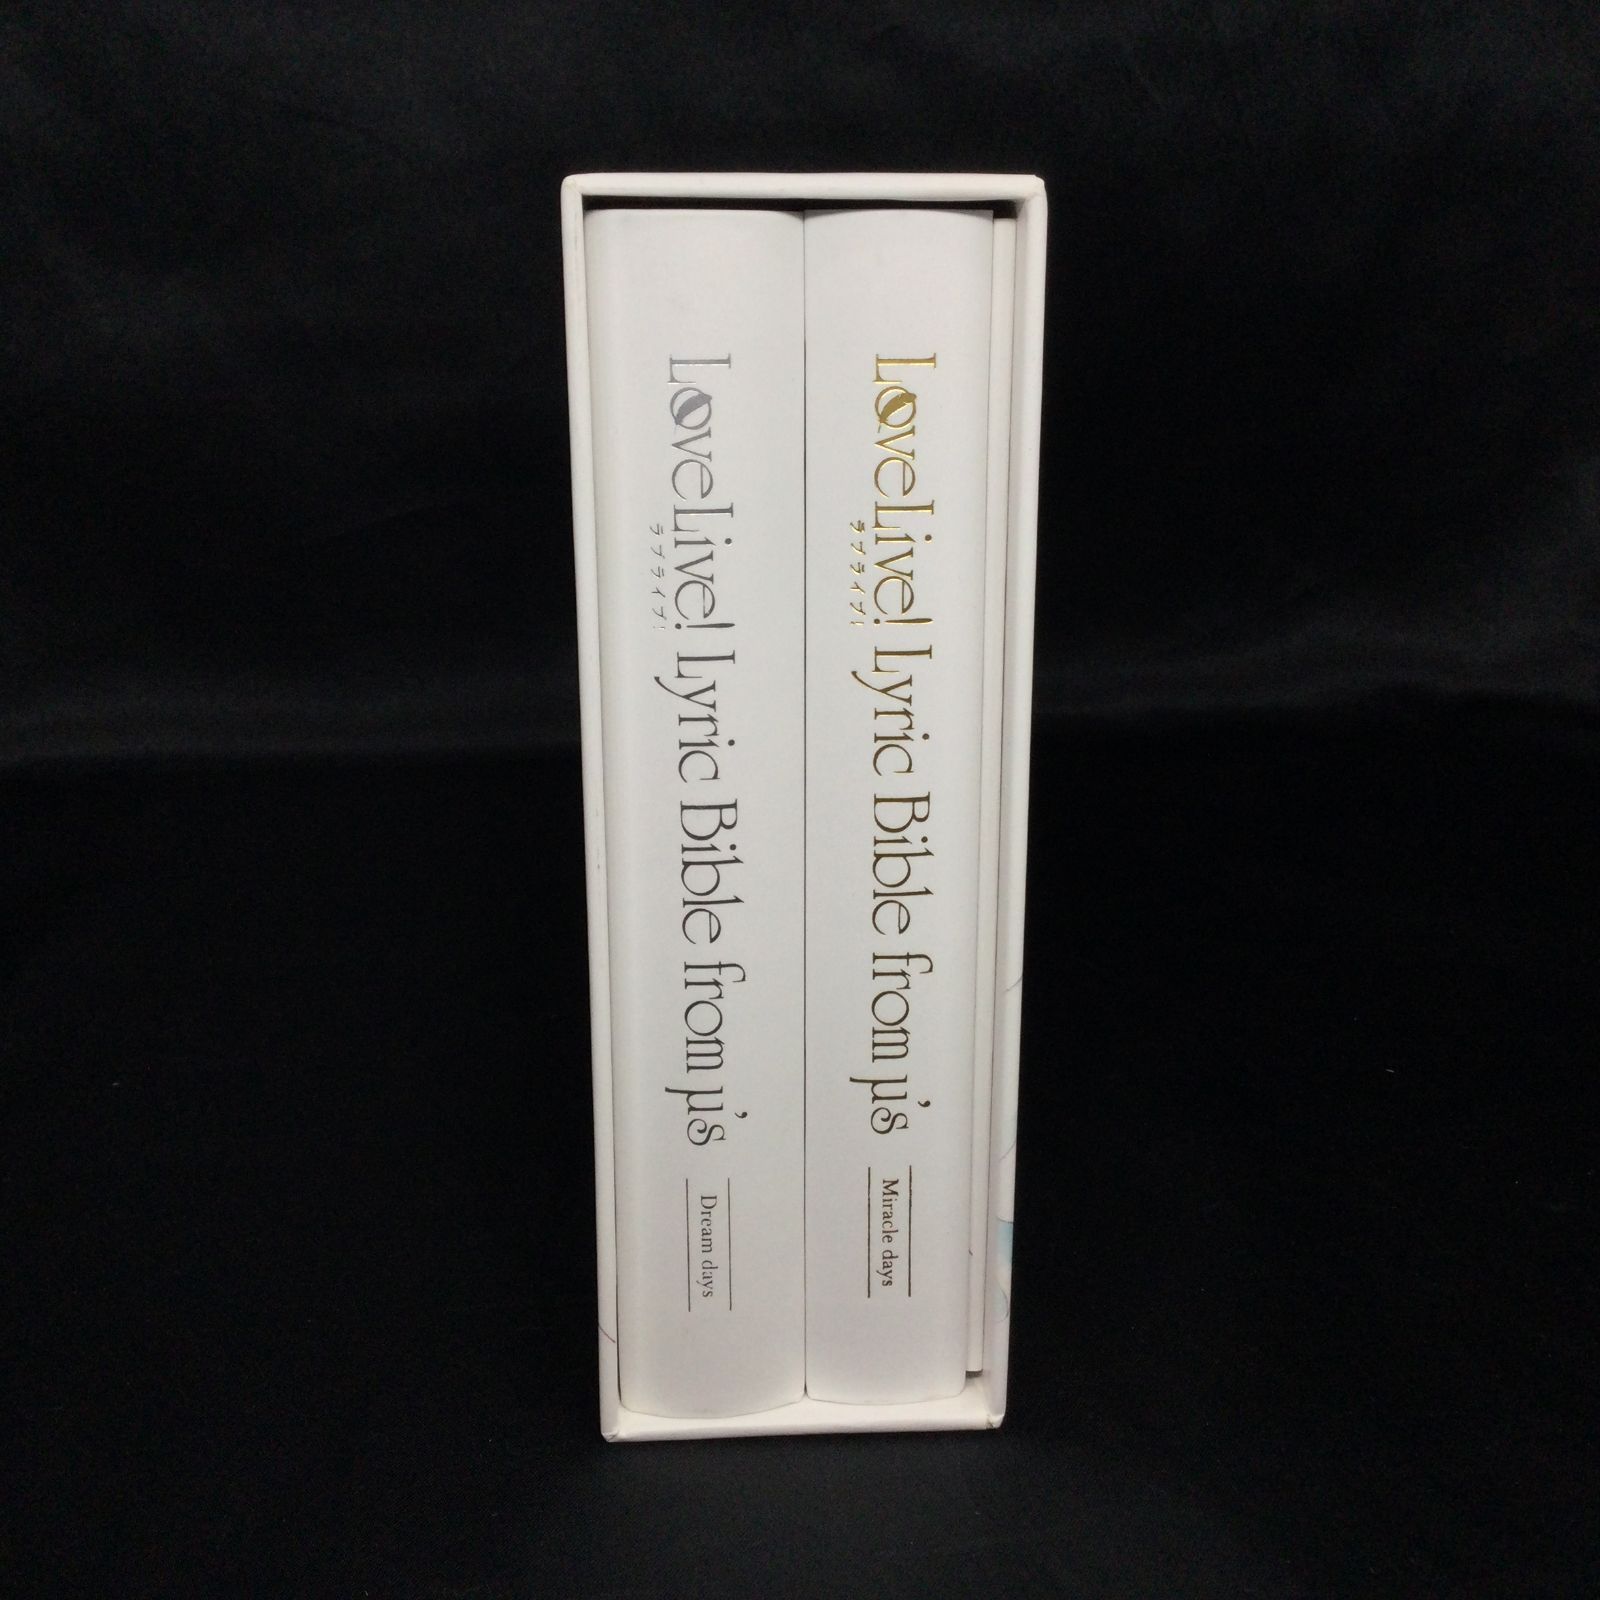 LoveLive! Lyric Bible from μ's
ラブライブ!
Dream days
LoveLive! Lyric Bible from μ's
ラブライブ!
Miracle days